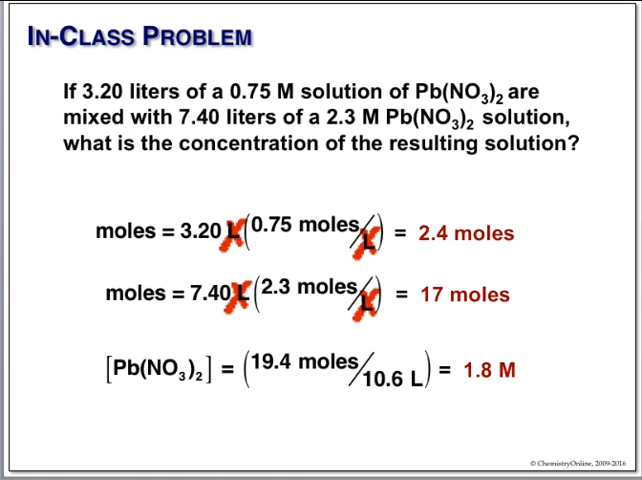 IN-CLASS PROBLEM
If 3.20 liters of a 0.75 M solution of Pb(NO₃)₂ are
mixed with 7.40 liters of a 2.3 M Pb(NO₃)₂ solution,
what is the concentration of the resulting solution?
moles = 3.20 L (0.75 moles/L) = 2.4 moles
moles = 7.40 L (2.3 moles/L) = 17 moles
[Pb(NO₃)₂] = (19.4 moles/10.6 L) = 1.8 M
© ChemistryOnline, 2009-2016